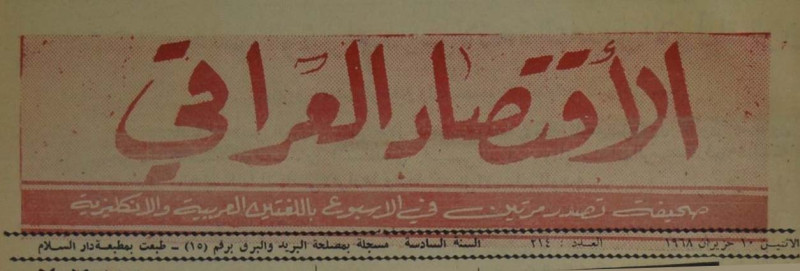 الأقتصاد العراقي
صحيفة تصدر مرتين في الاسبوع باللغتين العربية والانكليزية
الاثنين ١٠ حزيران ١٩٦٨ العدد : ٢١٤ السنة السادسة مسجلة بمصلحة البريد والبرق برقم (١٥) – طبعت بمطبعة دار السلام